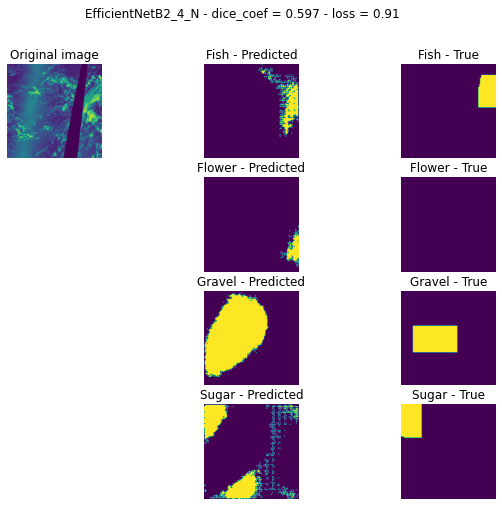 EfficientNetB2_4_N - dice_coef = 0.597 - loss = 0.91
Original image
Fish - Predicted
Fish - True
Flower - Predicted
Flower - True
Gravel - Predicted
Gravel - True
Sugar - Predicted
Sugar - True